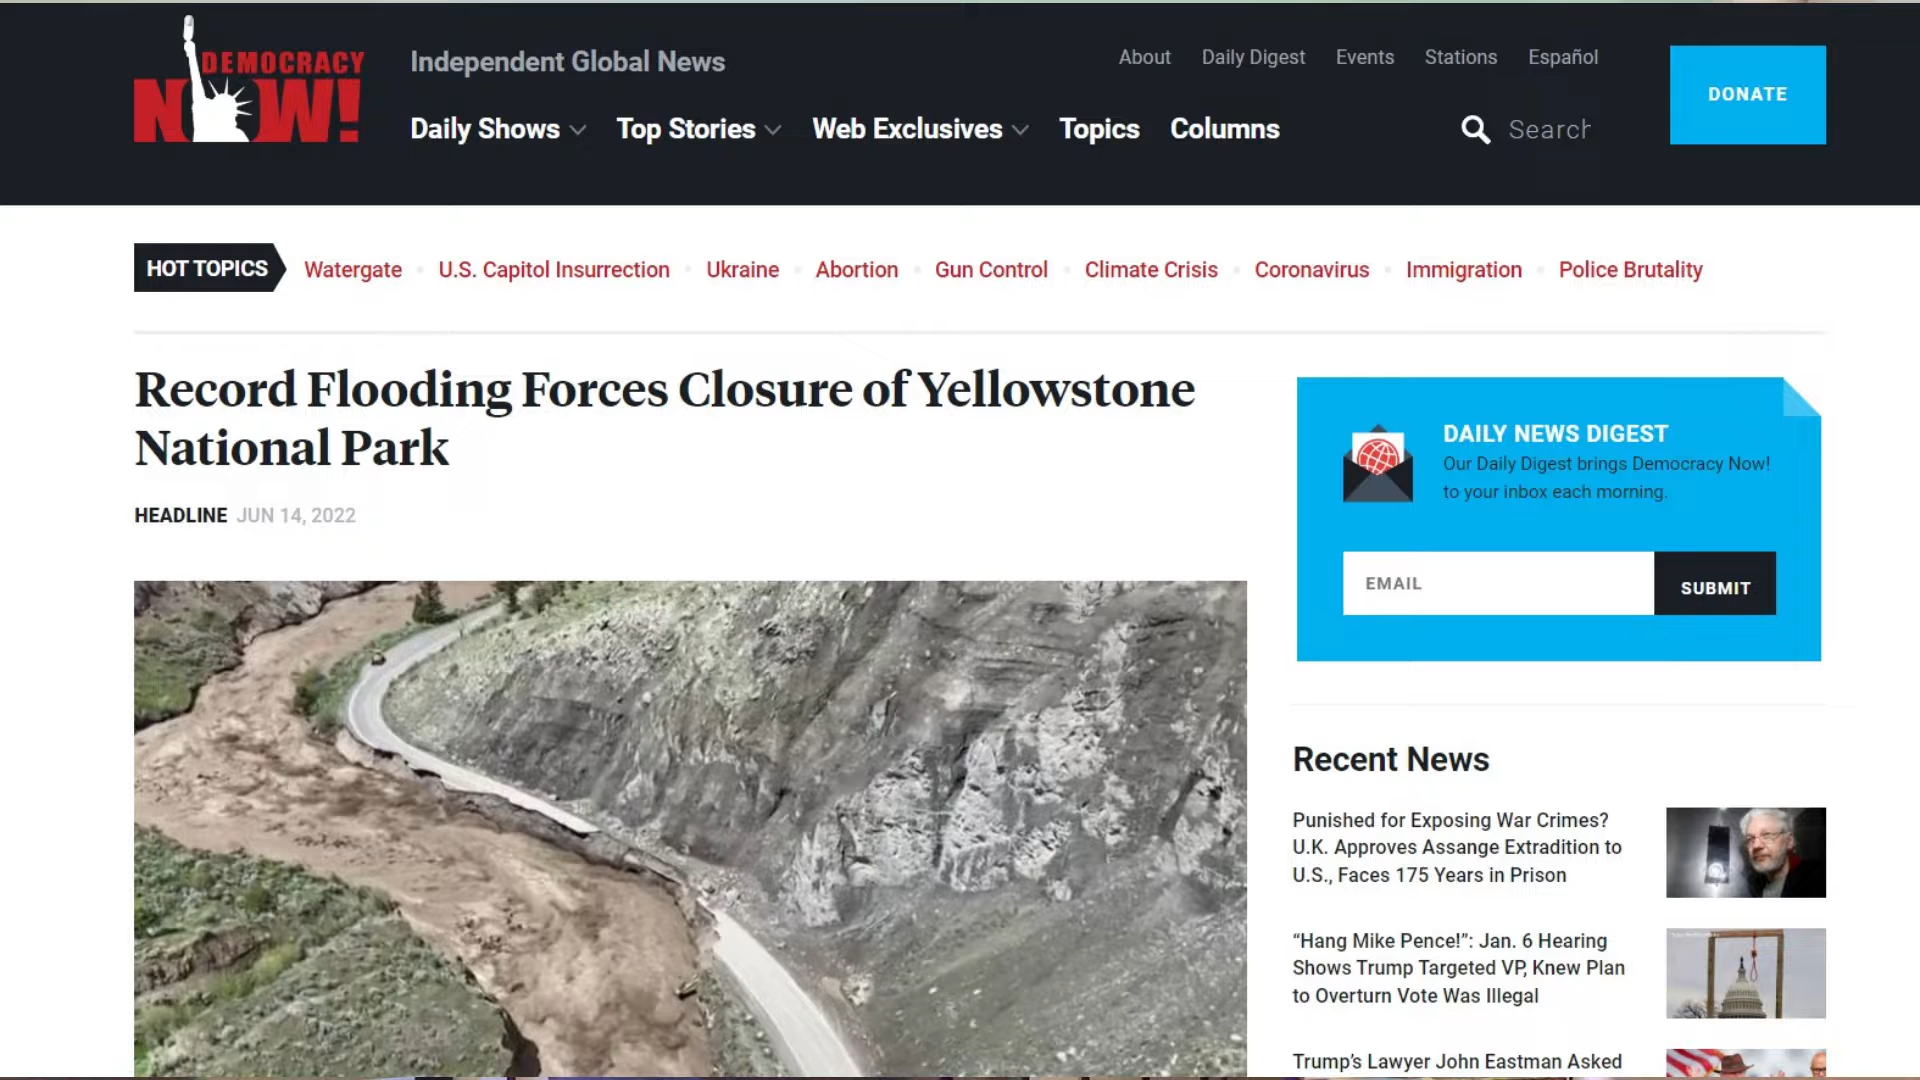 DEMOCRACY
NOW!
Independent Global News
About Daily Digest Events Stations Español
DONATE
Daily Shows Top Stories Web Exclusives Topics Columns
Search
HOT TOPICS Watergate U.S. Capitol Insurrection Ukraine Abortion Gun Control Climate Crisis Coronavirus Immigration Police Brutality
Record Flooding Forces Closure of Yellowstone
National Park
HEADLINE JUN 14, 2022
DAILY NEWS DIGEST
Our Daily Digest brings Democracy Now!
to your inbox each morning.
EMAIL
SUBMIT
Recent News
Punished for Exposing War Crimes?
U.K. Approves Assange Extradition to
U.S., Faces 175 Years in Prison
“Hang Mike Pence!”: Jan. 6 Hearing
Shows Trump Targeted VP, Knew Plan
to Overturn Vote Was Illegal
Trump’s Lawyer John Eastman Asked